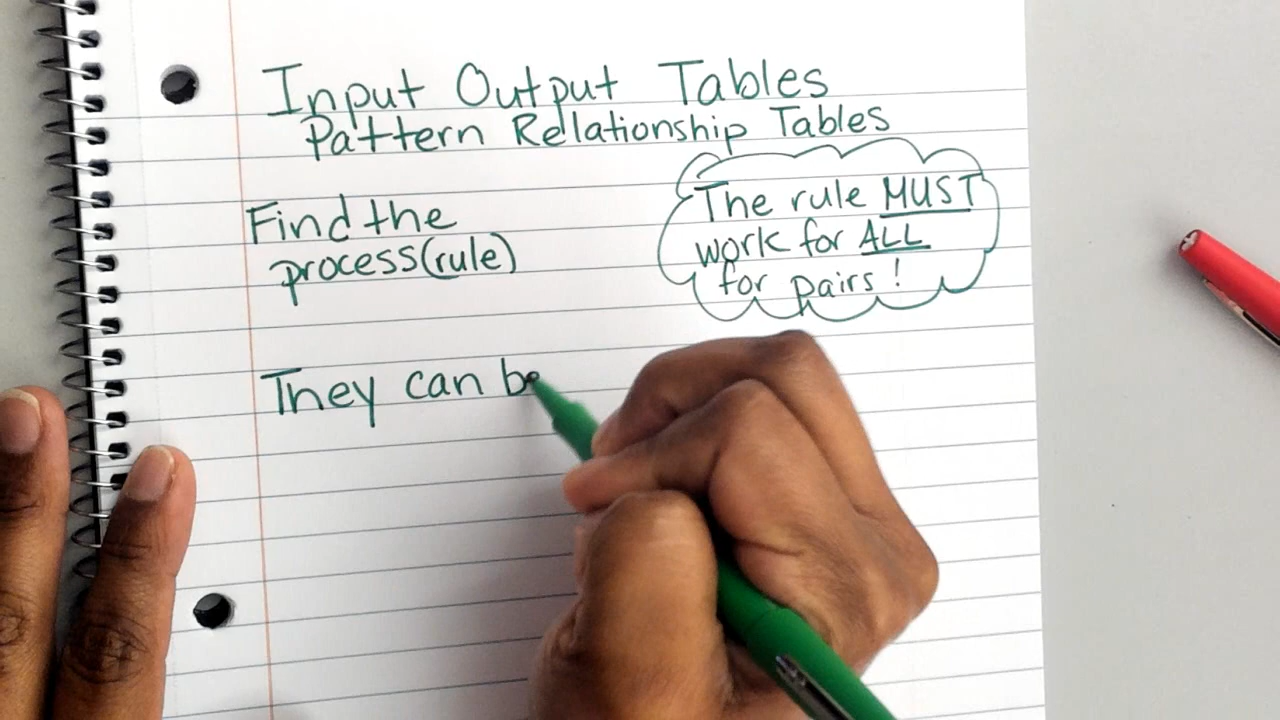 Input Output Tables
Pattern Relationship Tables
Find the
process(rule)
The rule MUST
work for ALL
for pairs!
They can be